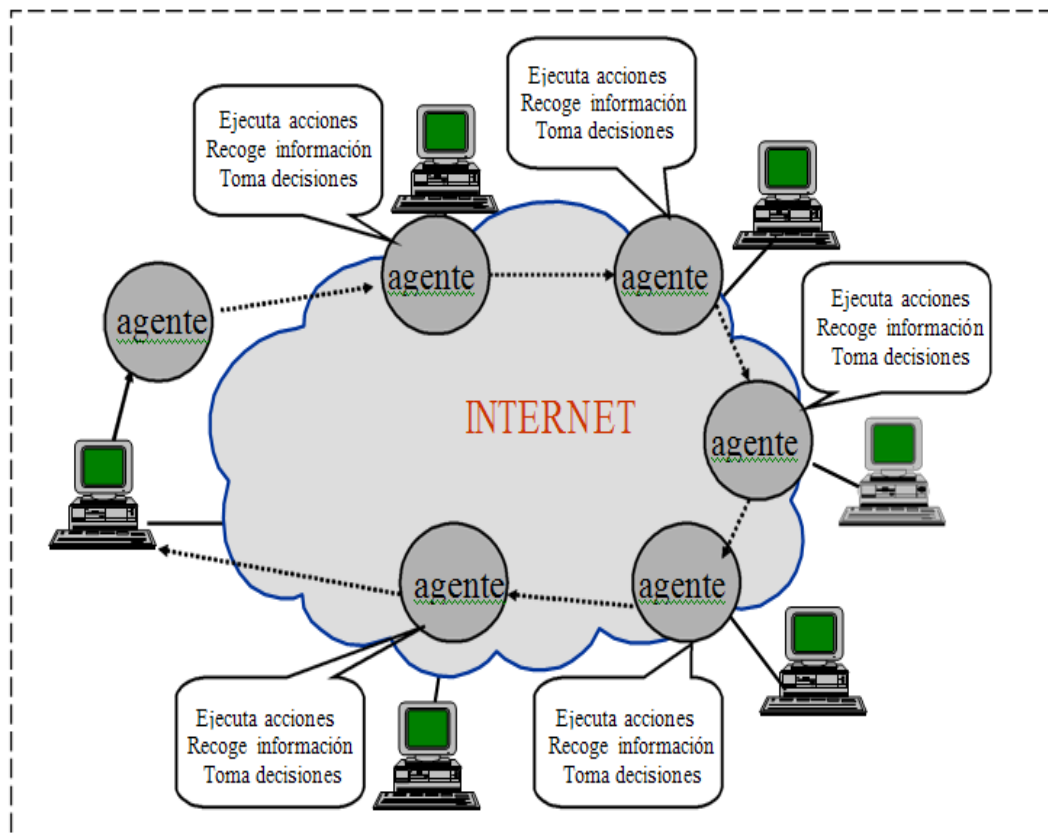 Ejecuta acciones
Recoge información
Toma decisiones
Ejecuta acciones
Recoge información
Toma decisiones
agente
agente
agente
Ejecuta acciones
Recoge información
Toma decisiones
INTERNET
agente
agente
agente
Ejecuta acciones
Recoge información
Toma decisiones
Ejecuta acciones
Recoge información
Toma decisiones